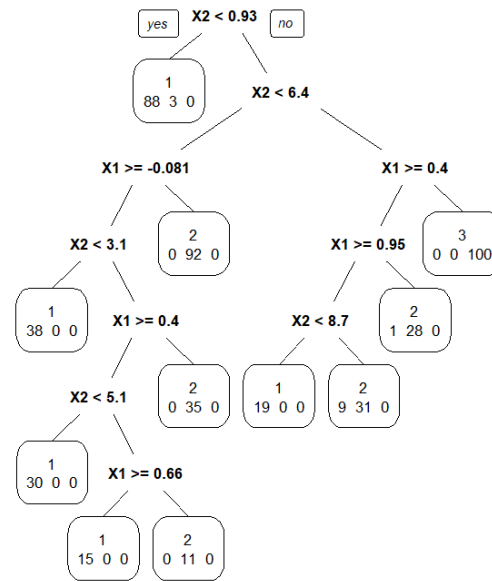 yes X2 < 0.93 no
1
88 3 0
X2 < 6.4
X1 >= -0.081
X1 >= 0.4
X2 < 3.1
2
0 92 0
X1 >= 0.95
3
0 0 100
1
38 0 0
X1 >= 0.4
X2 < 8.7
2
1 28 0
X2 < 5.1
2
0 35 0
1
19 0 0
2
9 31 0
1
30 0 0
X1 >= 0.66
1
15 0 0
2
0 11 0